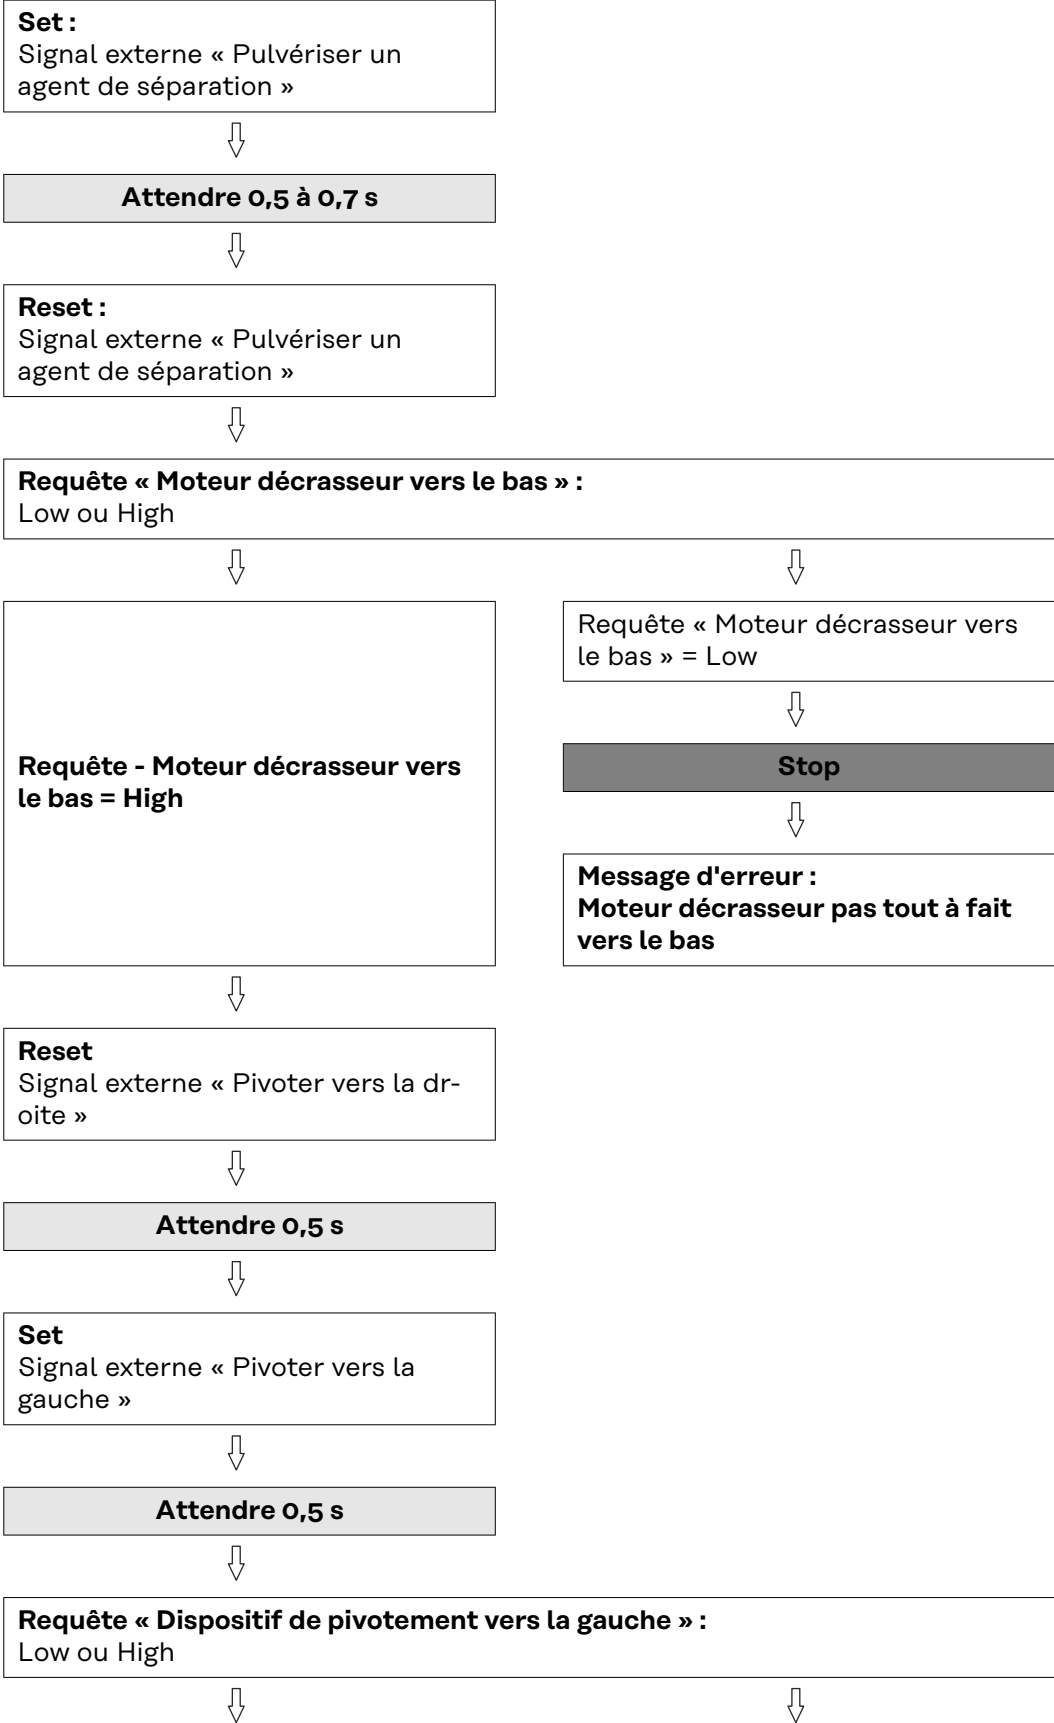 Set :
Signal externe « Pulvériser un
agent de séparation »
Attendre 0,5 à 0,7 s
Reset :
Signal externe « Pulvériser un
agent de séparation »
Requête « Moteur décrasseur vers le bas » :
Low ou High
Requête - Moteur décrasseur vers
le bas = High
Requête « Moteur décrasseur vers
le bas » = Low
Stop
Message d'erreur :
Moteur décrasseur pas tout à fait
vers le bas
Reset
Signal externe « Pivoter vers la dr-
oite »
Attendre 0,5 s
Set
Signal externe « Pivoter vers la
gauche »
Attendre 0,5 s
Requête « Dispositif de pivotement vers la gauche » :
Low ou High